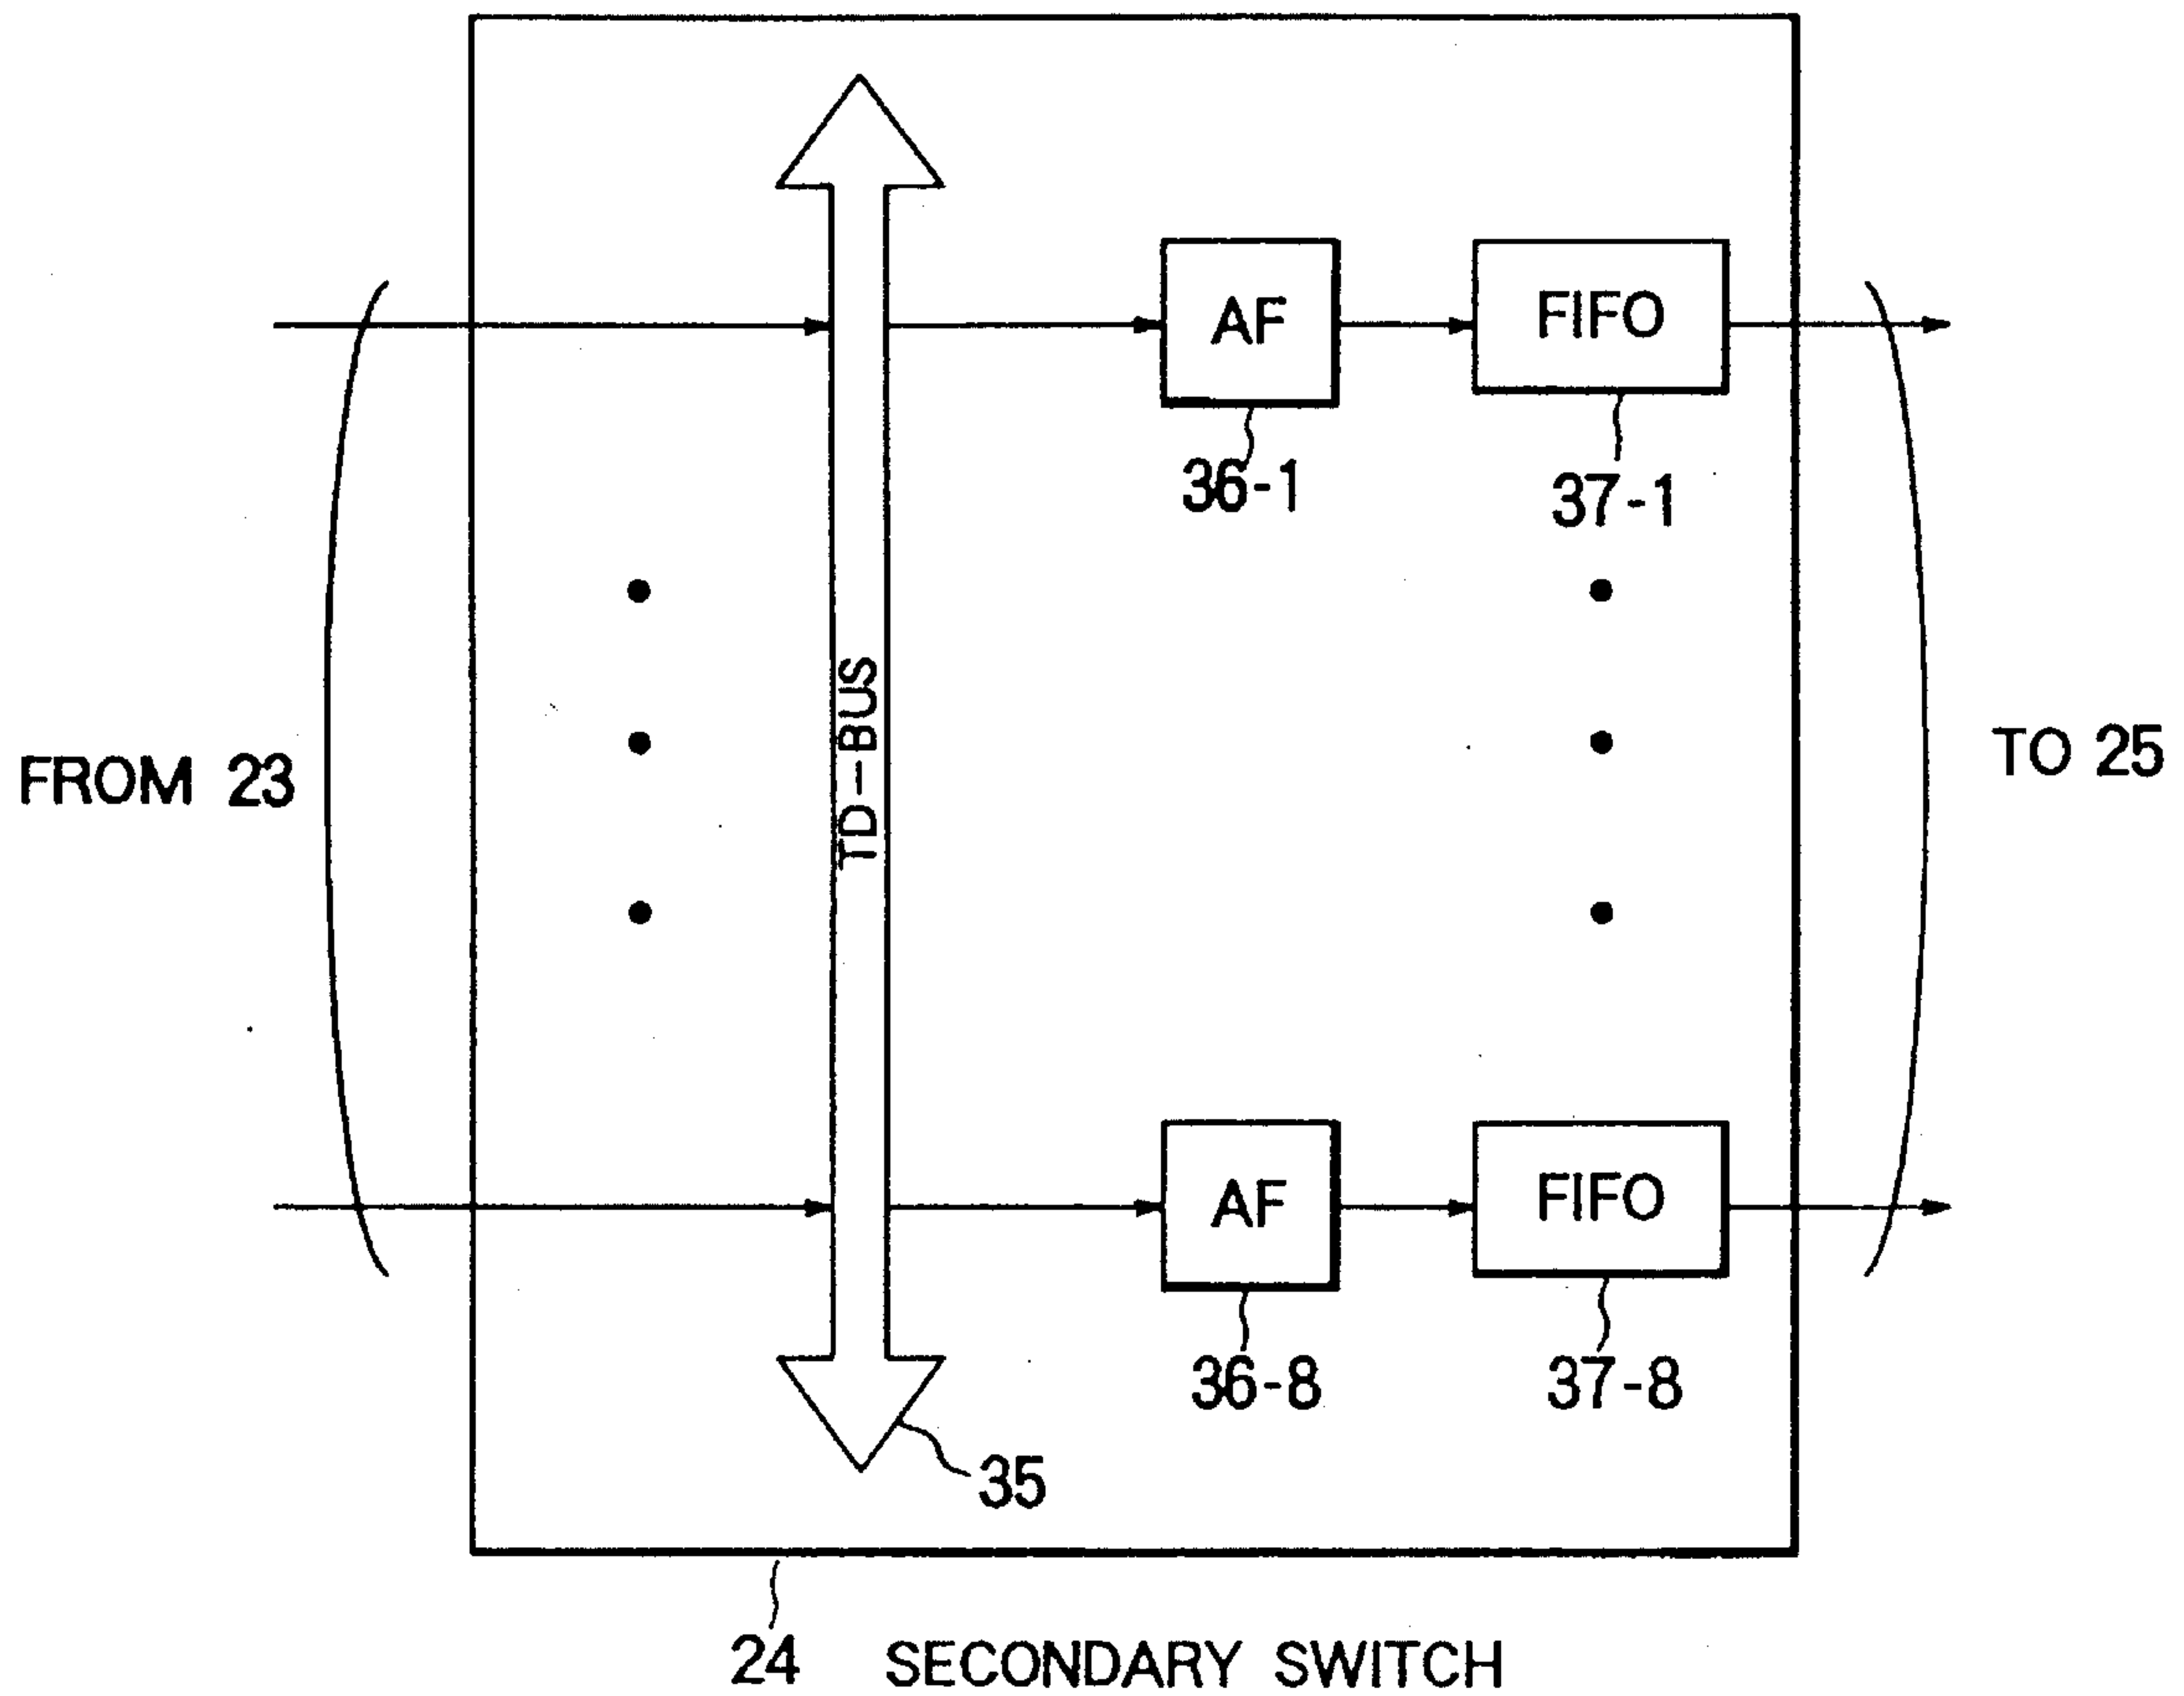 AF
FIFO
36-1
37-1
TD-BUS
FROM 23
TO 25
AF
FIFO
36-8
37-8
35
24 SECONDARY SWITCH